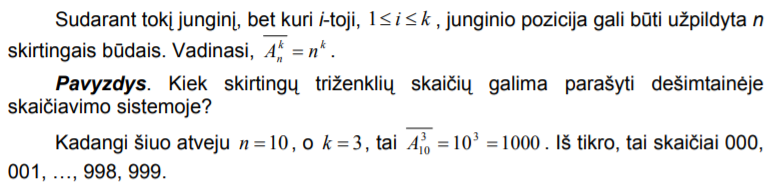 Sudarant tokį junginį, bet kuri i-toji, 1 ≤ i ≤ k, junginio pozicija gali būti užpildyta n
skirtingais būdais. Vadinasi, $\overline{A_n^k} = n^k$.
Pavyzdys. Kiek skirtingų triženklių skaičių galima parašyti dešimtainėje
skaičiavimo sistemoje?
Kadangi šiuo atveju n = 10, o k = 3, tai $\overline{A_{10}^3} = 10^3 = 1000$. Iš tikro, tai skaičiai 000,
001, …, 998, 999.